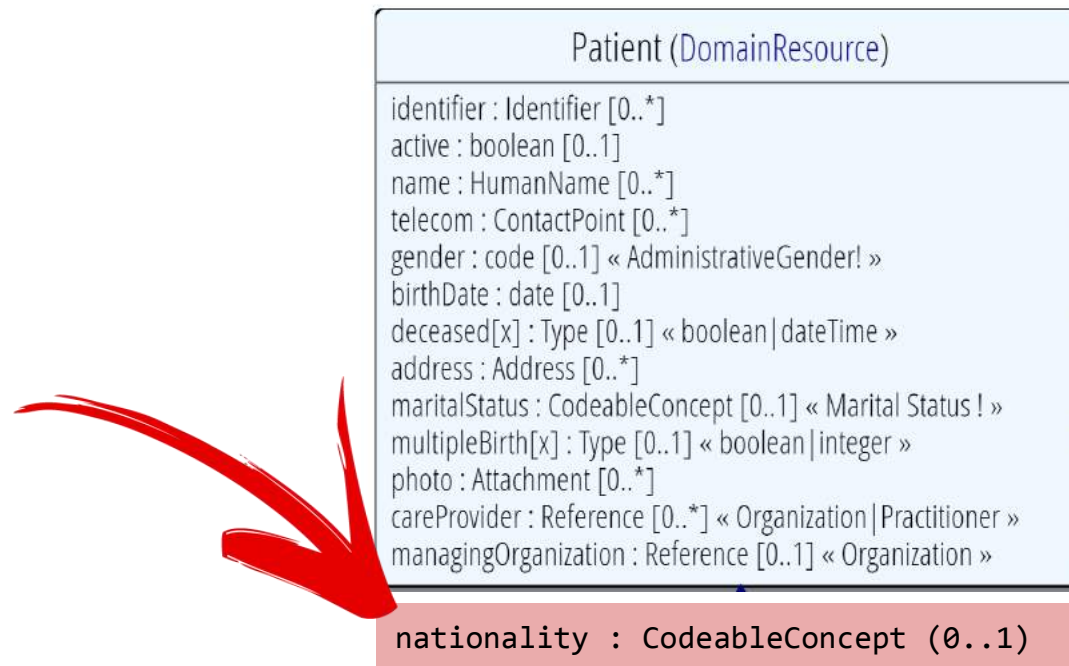 Patient (DomainResource)
identifier : Identifier [0..*]
active : boolean [0..1]
name : HumanName [0..*]
telecom : ContactPoint [0..*]
gender : code [0..1] « AdministrativeGender! »
birthDate : date [0..1]
deceased[x] : Type [0..1] « boolean|dateTime »
address : Address [0..*]
maritalStatus : CodeableConcept [0..1] « Marital Status ! »
multipleBirth[x] : Type [0..1] « boolean|integer »
photo : Attachment [0..*]
careProvider : Reference [0..*] « Organization|Practitioner »
managingOrganization : Reference [0..1] « Organization »
nationality : CodeableConcept (0..1)